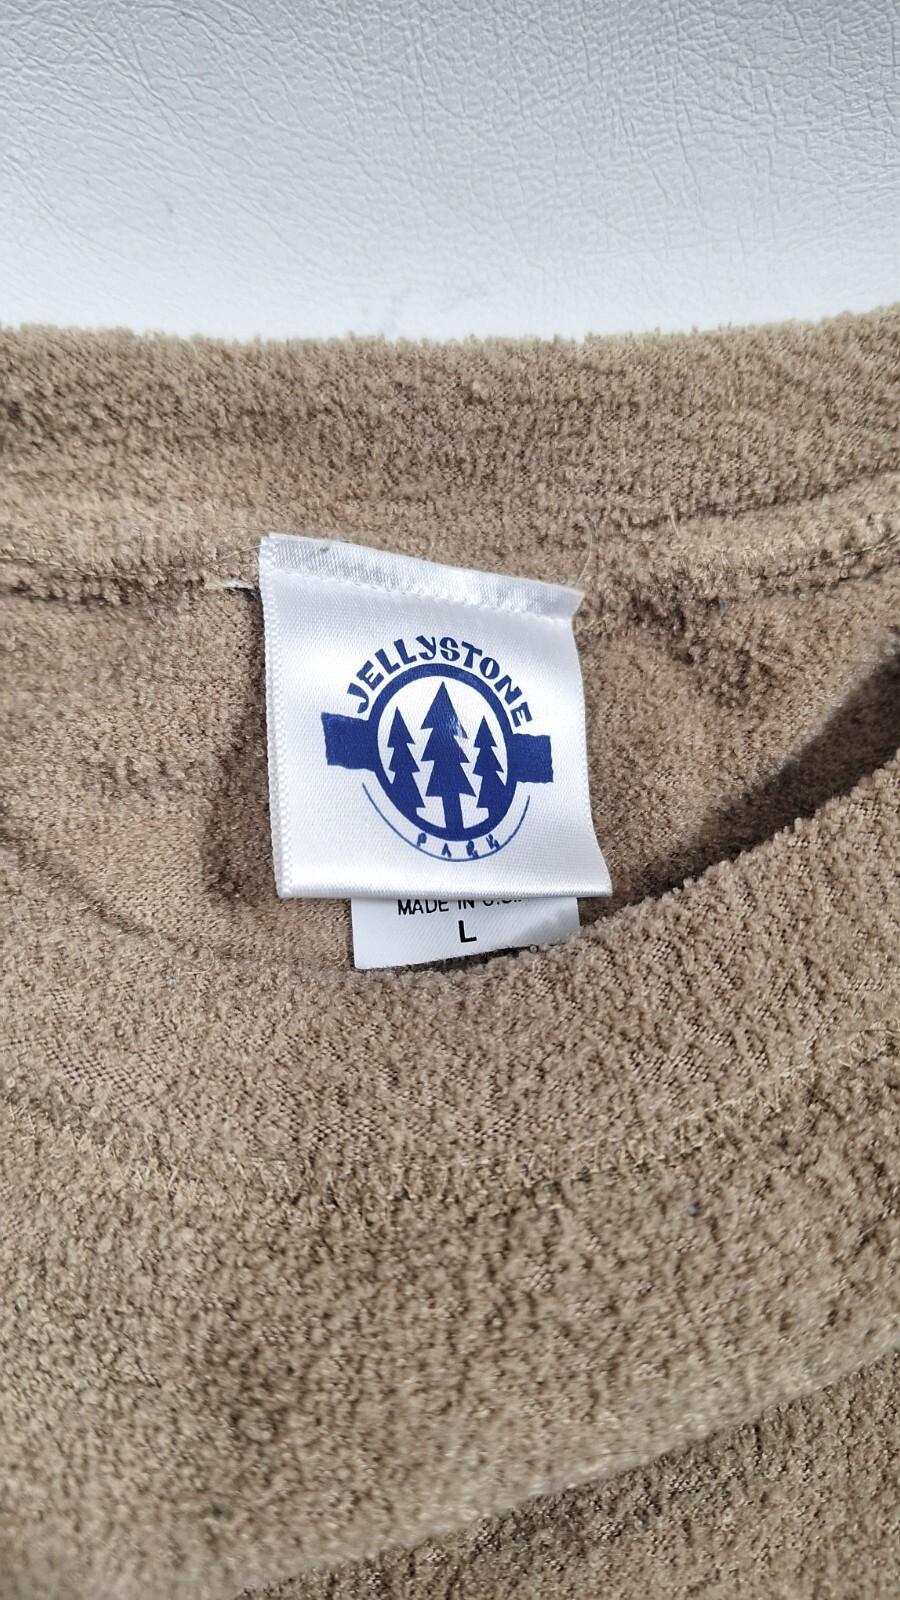 JELLYSTONE
PARK
MADE IN U.S.
L